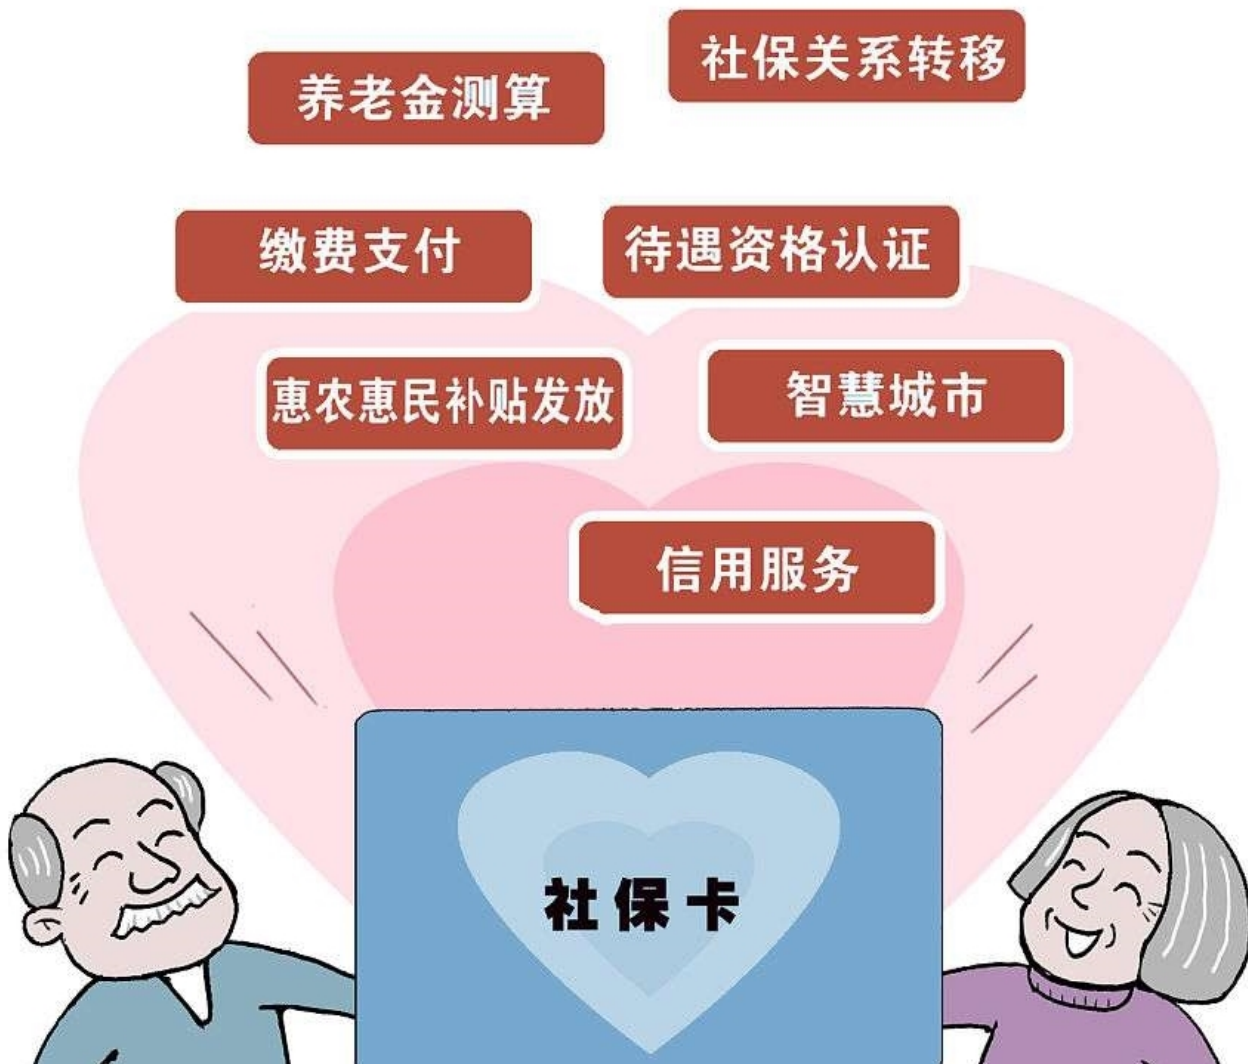 社保关系转移
养老金测算
缴费支付
待遇资格认证
惠农惠民补贴发放
智慧城市
信用服务
社保卡